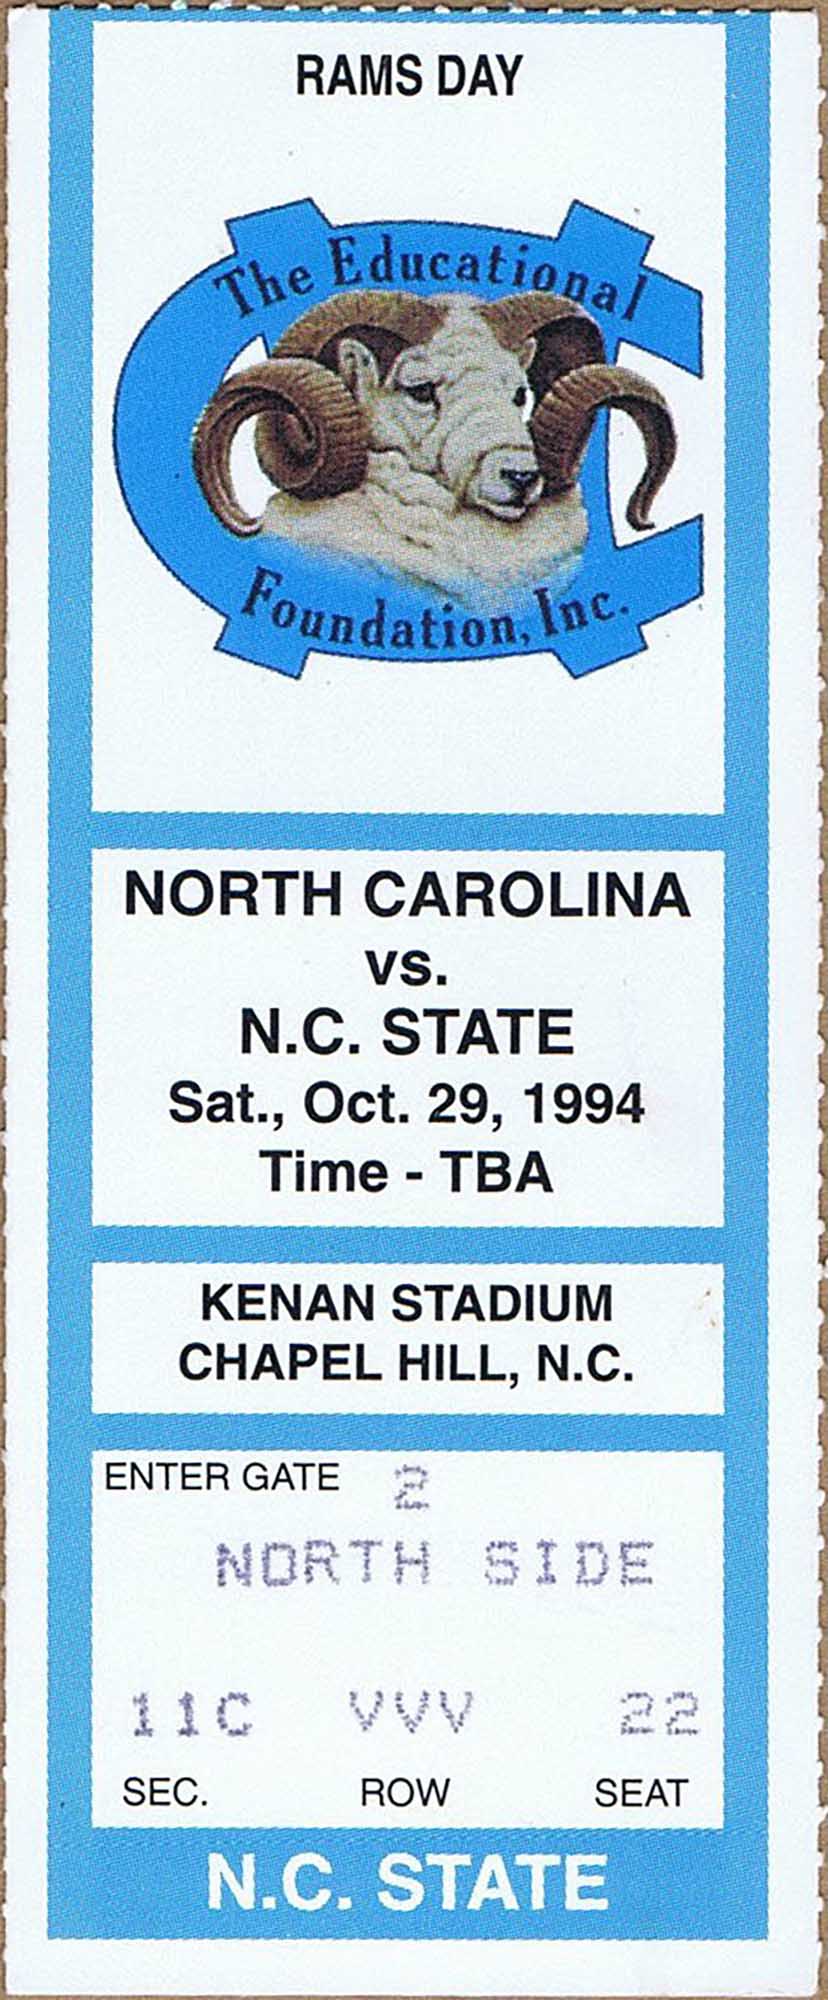 RAMS DAY
The Educational
Foundation, Inc.
NORTH CAROLINA
vs.
N.C. STATE
Sat., Oct. 29, 1994
Time - TBA
KENAN STADIUM
CHAPEL HILL, N.C.
ENTER GATE 2
NORTH SIDE
11C VVV 22
SEC. ROW SEAT
N.C. STATE